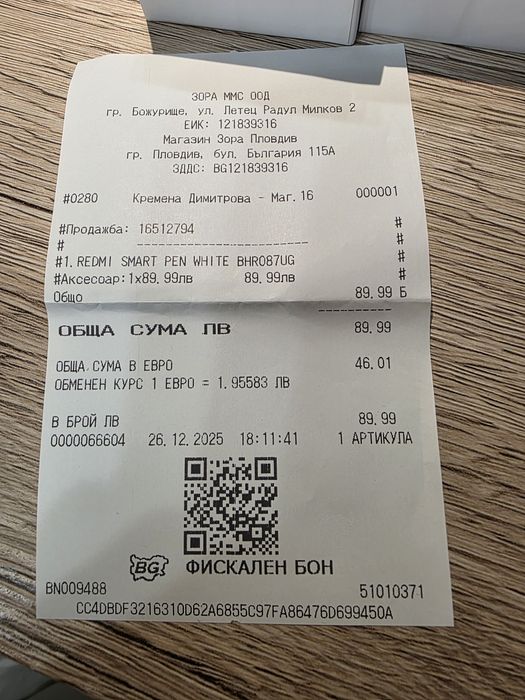 ЗОРА ММС ООД
гр. Божурище, ул. Летец Радул Милков 2
ЕИК: 121839316
Магазин Зора Пловдив
гр. Пловдив, бул. България 115А
ЗДДС: BG121839316
#0280 Кремена Димитрова - Маг.16 000001
#Продажба: 16512794 #
# ------------------------- #
#1. REDMI SMART PEN WHITE BHR087UG #
#Аксесоар:1x89.99лв 89.99лв #
Общо 89.99 Б
-----------
ОБЩА СУМА ЛВ 89.99
ОБЩА СУМА В ЕВРО 46.01
ОБМЕНЕН КУРС 1 ЕВРО = 1.95583 ЛВ
В БРОЙ ЛВ 89.99
0000066604 26.12.2025 18:11:41 1 АРТИКУЛА
BG ФИСКАЛЕН БОН
BN009488 51010371
CC4DBDF3216310D62A6855C97FA86476D699450A